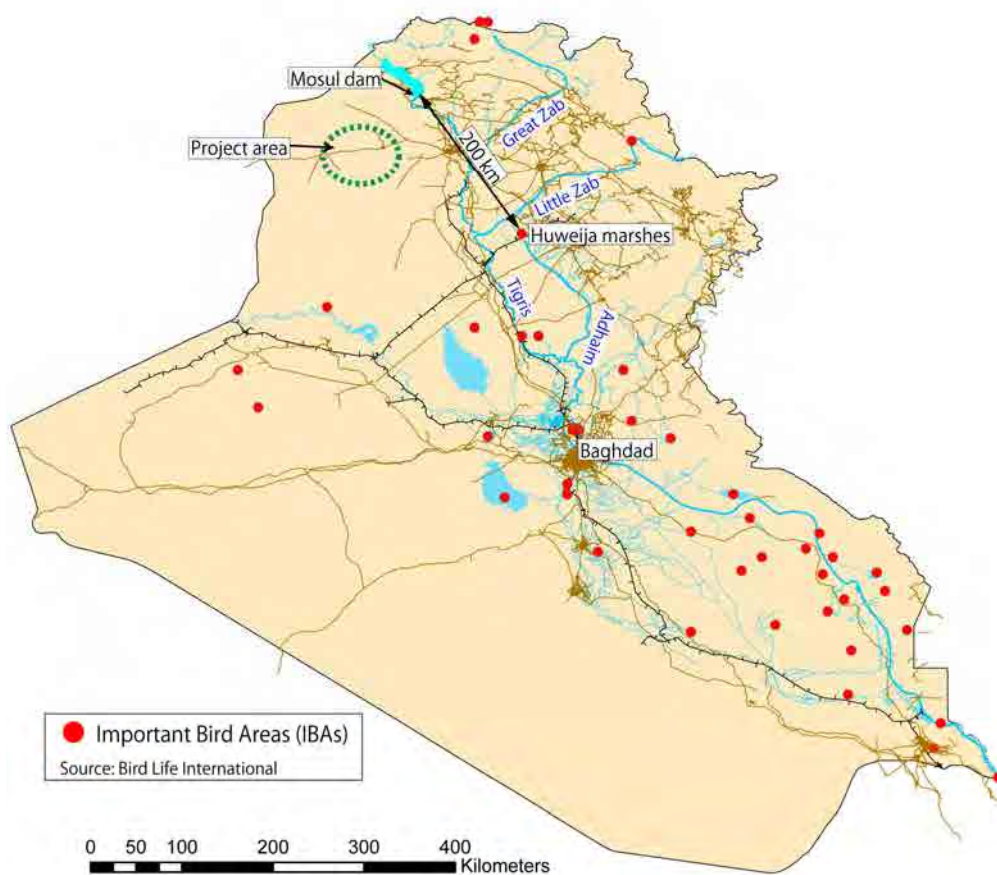 Mosul dam
Great Zab
Project area
200 km
Little Zab
Huweija marshes
Tigris
Adhaim
Baghdad
Important Bird Areas (IBAs)
Source: Bird Life International
0 50 100 200 300 400
Kilometers